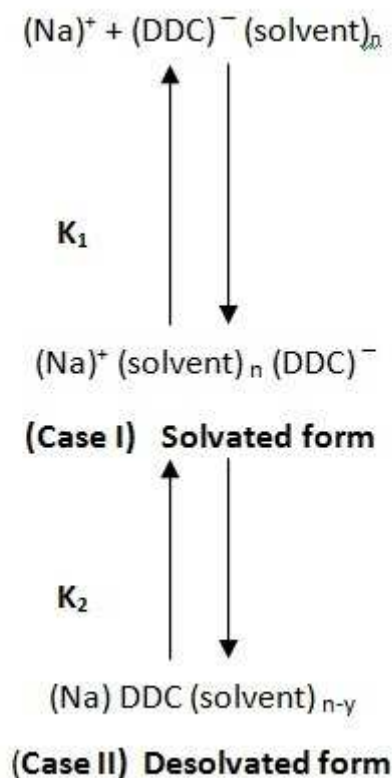 (Na)⁺ + (DDC)⁻ (solvent)ₙ
K₁
(Na)⁺ (solvent) ₙ (DDC)⁻
(Case I) Solvated form
K₂
(Na) DDC (solvent) ₙ₋y
(Case II) Desolvated form